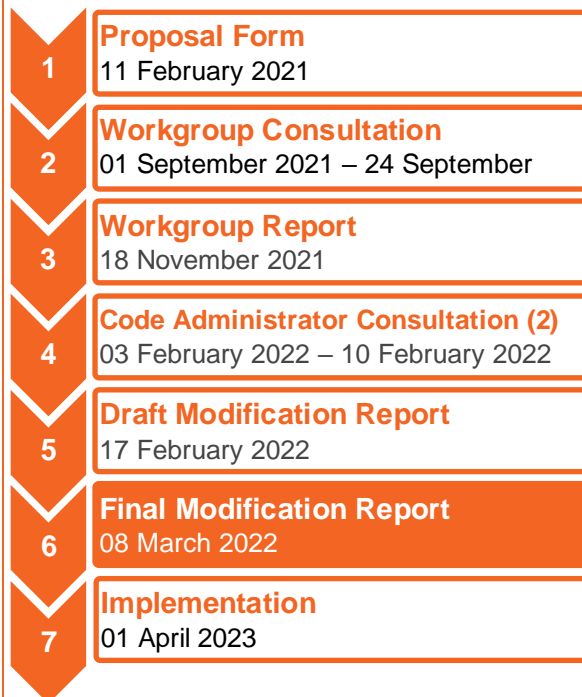 1
Proposal Form
11 February 2021
2
Workgroup Consultation
01 September 2021 – 24 September
3
Workgroup Report
18 November 2021
4
Code Administrator Consultation (2)
03 February 2022 – 10 February 2022
5
Draft Modification Report
17 February 2022
6
Final Modification Report
08 March 2022
7
Implementation
01 April 2023